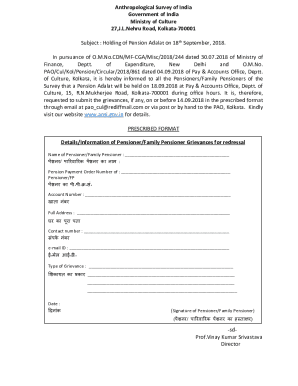 Anthropological Survey of India
Government of India
Ministry of Culture
27,J.L.Nehru Road, Kolkata-700001
Subject : Holding of Pension Adalat on 18th September, 2018.
In pursuance of O.M.No.CDN/MF-CGA/Misc/2018/244 dated 30.07.2018 of Ministry of
Finance, Deptt. of Expenditure, New Delhi and O.M.No.
PAO/Cal/Kol/Pension/Circular/2018/861 dated 04.09.2018 of Pay & Accounts Office, Deptt.
of Culture, Kolkata, it is hereby informed to all the Pensioners/Family Pensioners of the
Survey that a Pension Adalat will be held on 18.09.2018 at Pay & Accounts Office, Deptt.
of Culture, 15, R.N.Mukherjee Road, Kolkata-700001 during office hours. It is, therefore,
requested to submit the grievances, if any, on or before 14.09.2018 in the prescribed format
through email at pao_cul@rediffmail.com or via post or by hand to the PAO, Kolkata. Kindly
visit our website www.ansi.gov.in for details.
PRESCRIBED FORMAT
Details/Information of Pensioner/Family Pensioner Grievances for redressal
Name of Pensioner/Family Pensioner :
पेंशनर/ पारिवारिक पेंशनर का नाम :
Pension Payment Order Number of :
Pensioner/FP
पेंशनर का पी.पी.ओ.नं.
Account Number :
खाता नंबर
Full Address :
घर का पूरा पता
Contact number :
संपर्क नंबर
e-mail ID :
ई-मेल आई-डी-
Type of Grievance :
शिकायत का प्रकार
Date :
दिनांक
(Signature of Pensioner/Family Pensioner)
(पेंशनर/ पारिवारिक पेंशनर का हस्ताक्षर)
-sd-
Prof.Vinay Kumar Srivastava
Director